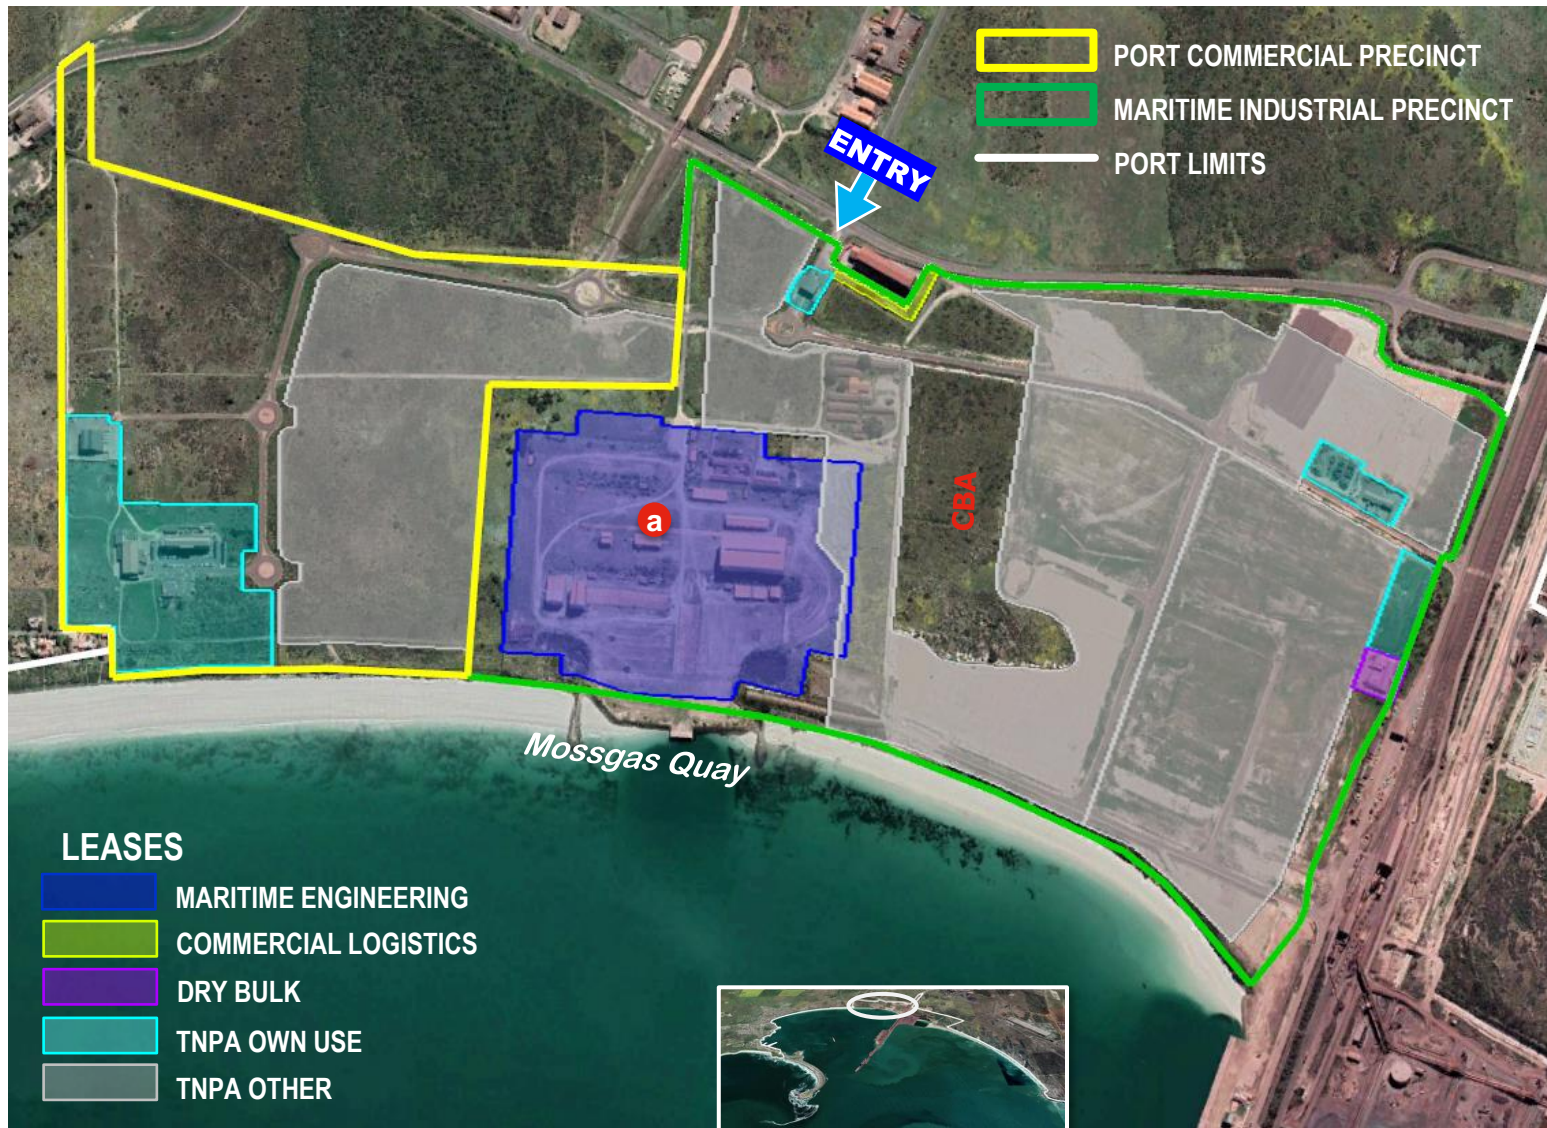 PORT COMMERCIAL PRECINCT
MARITIME INDUSTRIAL PRECINCT
PORT LIMITS
ENTRY
a
CBA
Mossgas Quay
LEASES
MARITIME ENGINEERING
COMMERCIAL LOGISTICS
DRY BULK
TNPA OWN USE
TNPA OTHER